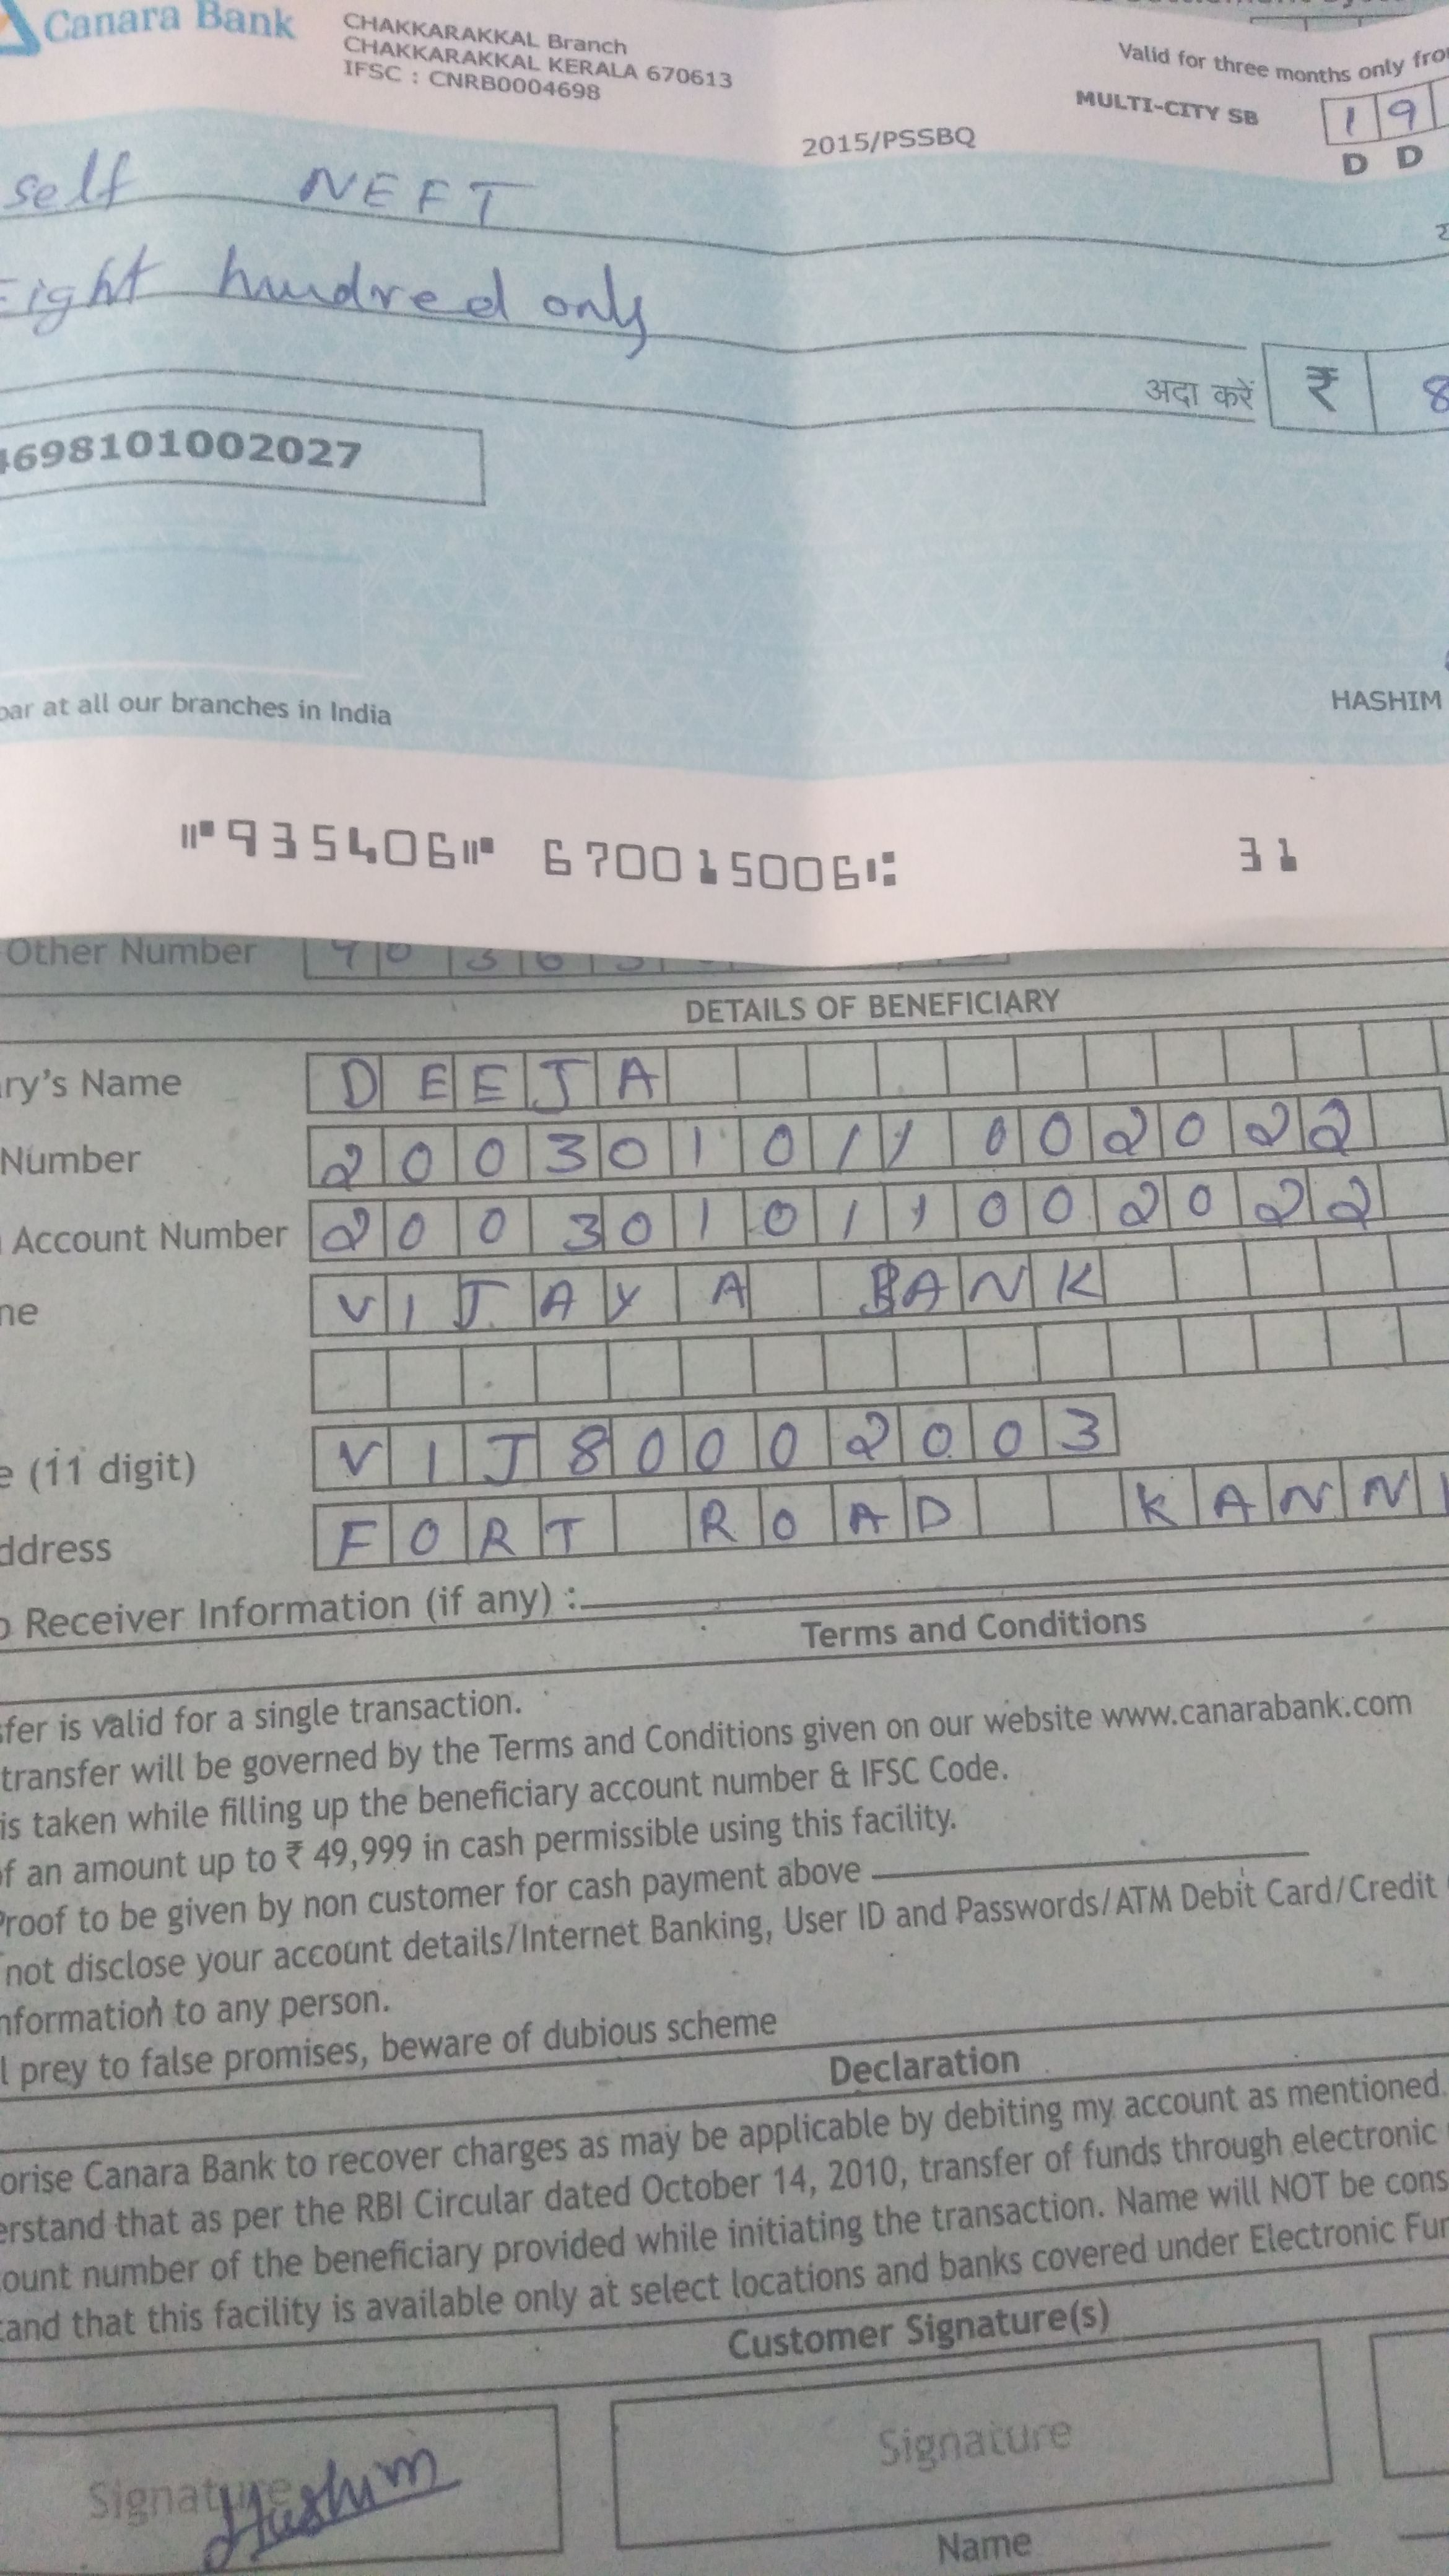 Canara Bank
CHAKKARAKKAL Branch
CHAKKARAKKAL KERALA 670613
IFSC : CNRB0004698
Valid for three months only fro
MULTI-CITY SB 1 9
D D
2015/PSSBQ
self NEFT
Eight hundred only
अदा करें ₹ 8
4698101002027
par at all our branches in India
HASHIM
⑈935406⑈ 670015006⑆ 31
Other Number
DETAILS OF BENEFICIARY
ry's Name DEEJA
Number 200301011002022
Account Number 200301011002022
ne VIJAYA BANK
e (11 digit) VIJ80002003
ddress FORT ROAD KANN
o Receiver Information (if any) :
Terms and Conditions
sfer is valid for a single transaction.
transfer will be governed by the Terms and Conditions given on our website www.canarabank.com
is taken while filling up the beneficiary account number & IFSC Code.
of an amount up to ₹ 49,999 in cash permissible using this facility.
Proof to be given by non customer for cash payment above
not disclose your account details/Internet Banking, User ID and Passwords/ATM Debit Card/Credit
nformation to any person.
l prey to false promises, beware of dubious scheme
Declaration
orise Canara Bank to recover charges as may be applicable by debiting my account as mentioned.
erstand that as per the RBI Circular dated October 14, 2010, transfer of funds through electronic
ount number of the beneficiary provided while initiating the transaction. Name will NOT be cons
tand that this facility is available only at select locations and banks covered under Electronic Fun
Customer Signature(s)
Signature Signature
Hashim
Name